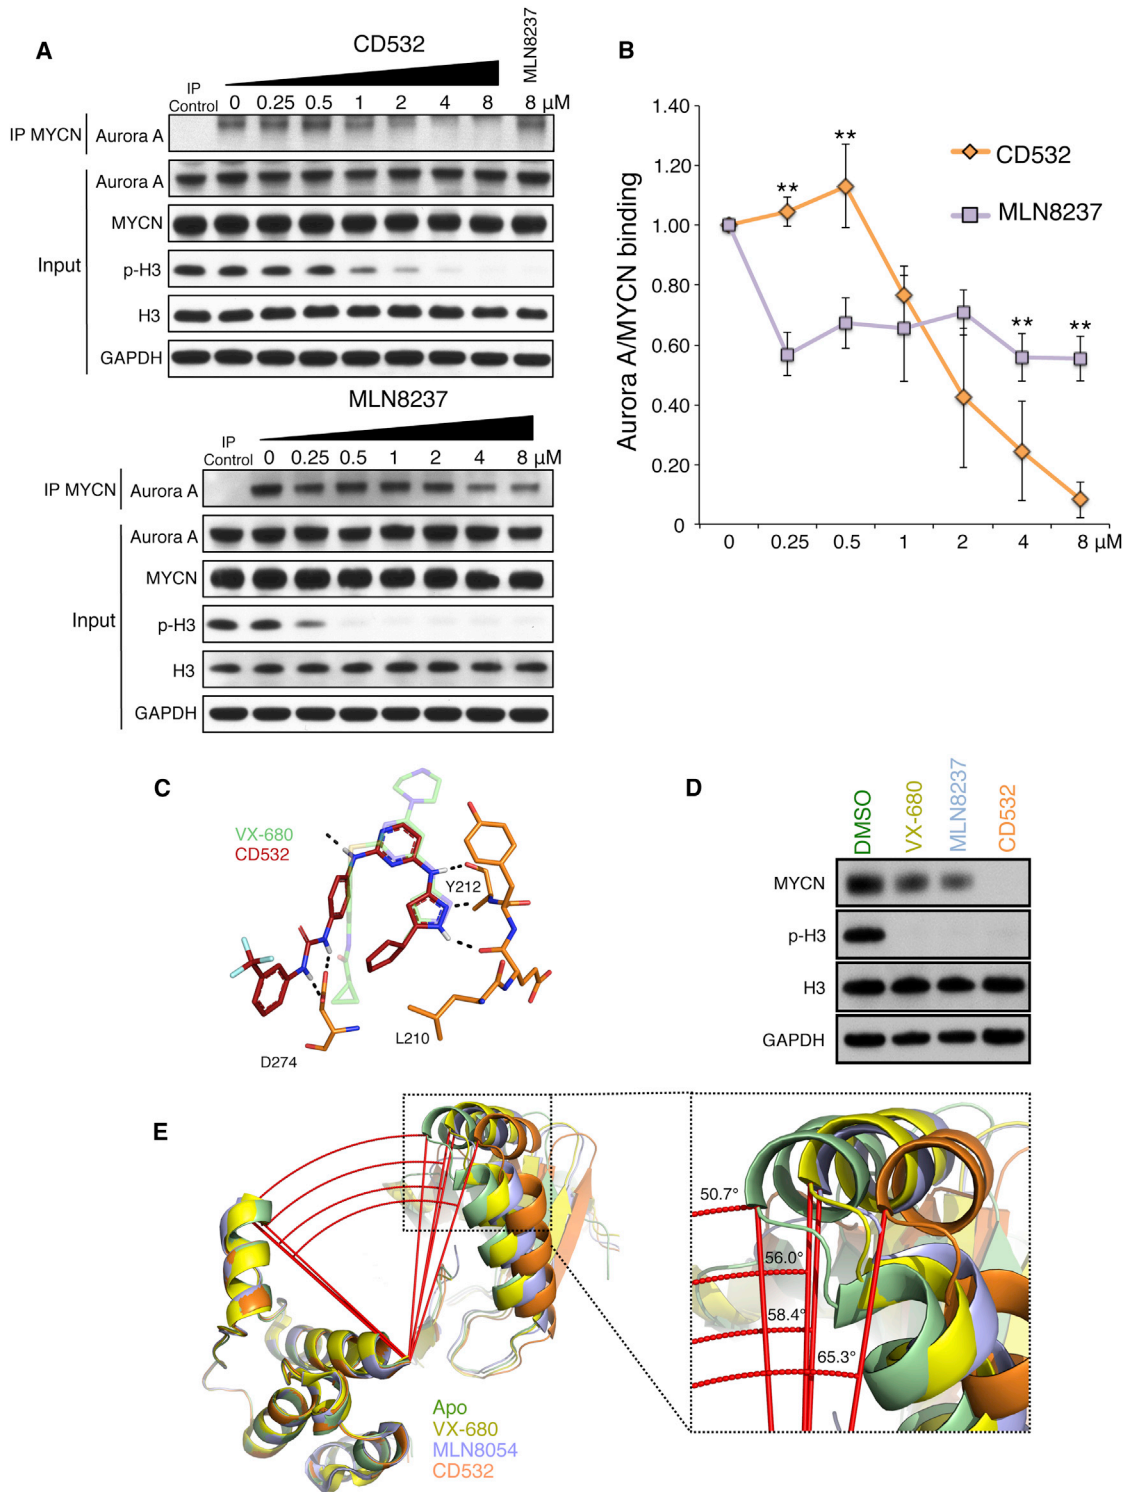 A
CD532
MLN8237
IP
Control
0 0.25 0.5 1 2 4 8 8 μM
IP MYCN
Aurora A
Input
Aurora A
MYCN
p-H3
H3
GAPDH
MLN8237
IP
Control
0 0.25 0.5 1 2 4 8 μM
IP MYCN
Aurora A
Input
Aurora A
MYCN
p-H3
H3
GAPDH
B
Aurora A/MYCN binding
1.40
1.20
1.00
0.80
0.60
0.40
0.20
0
**
**
**
**
CD532
MLN8237
0 0.25 0.5 1 2 4 8 μM
C
VX-680
CD532
Y212
L210
D274
D
DMSO
VX-680
MLN8237
CD532
MYCN
p-H3
H3
GAPDH
E
Apo
VX-680
MLN8054
CD532
50.7°
56.0°
58.4°
65.3°